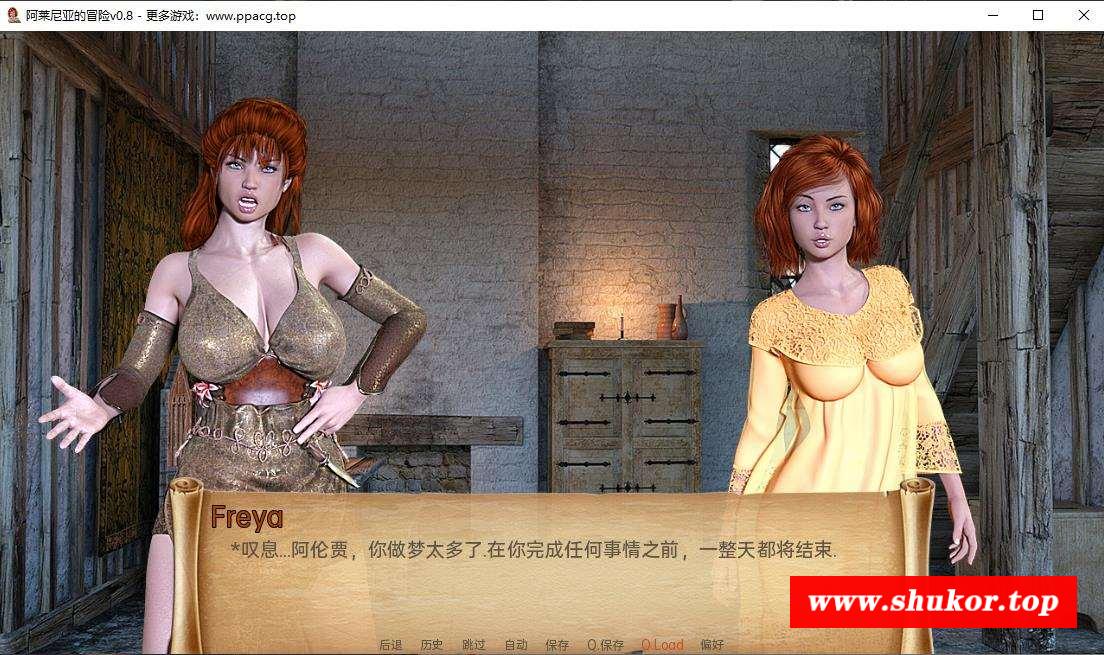 阿莱尼亚的冒险v0.8 - 更多游戏：www.ppacg.top
Freya
*叹息...阿伦贾，你做梦太多了.在你完成任何事情之前，一整天都将结束.
www.shukor.top
后退 历史 跳过 自动 保存 Q.保存 Q.Load 偏好